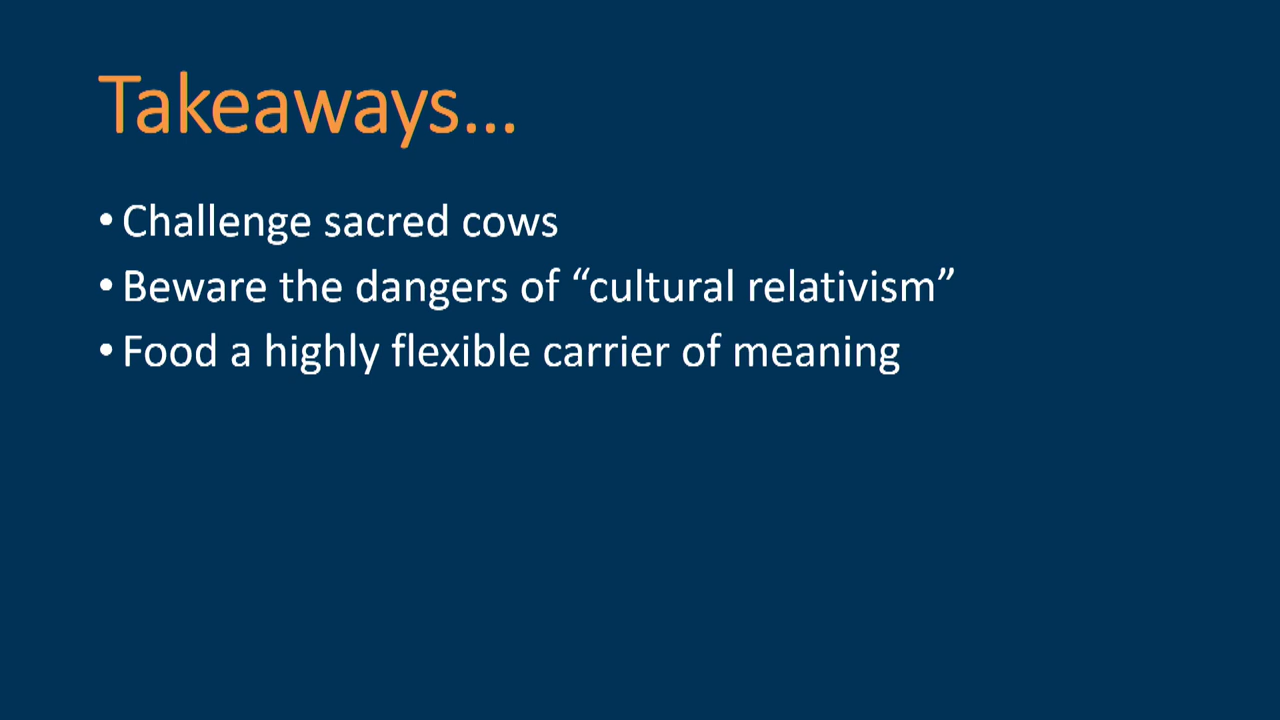 Takeaways...
• Challenge sacred cows
• Beware the dangers of “cultural relativism”
• Food a highly flexible carrier of meaning